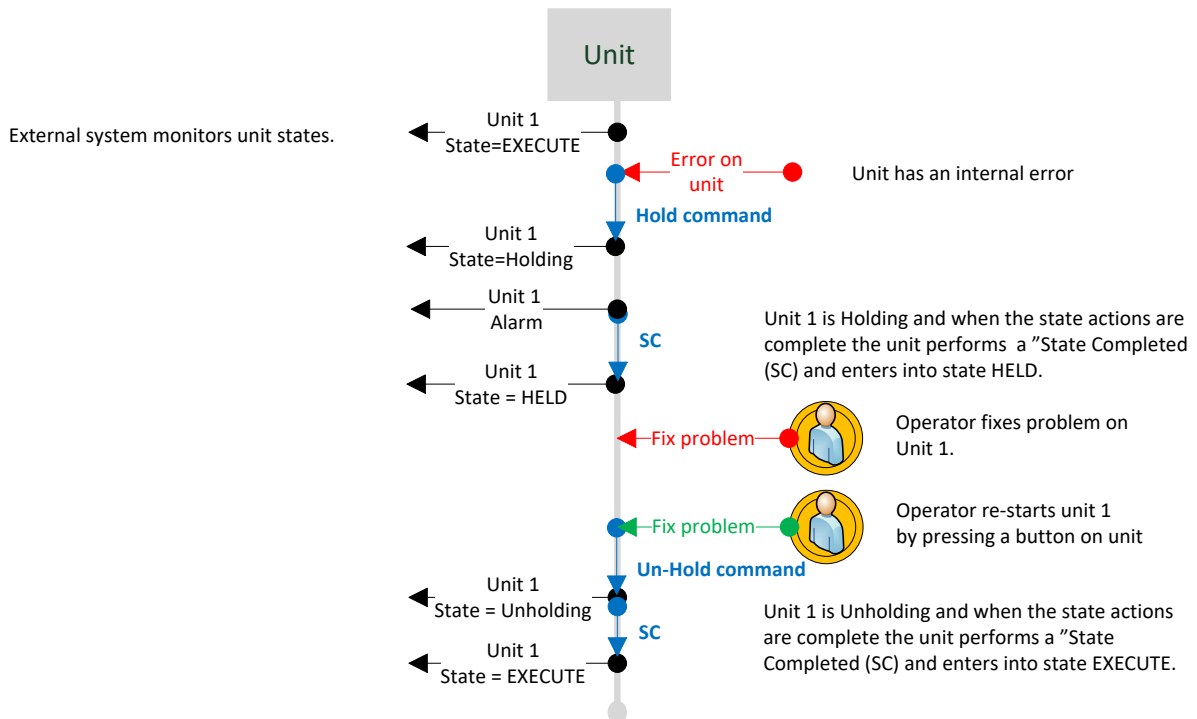 Unit
External system monitors unit states.
Unit 1
State=EXECUTE
Error on
unit
Unit has an internal error
Hold command
Unit 1
State=Holding
Unit 1
Alarm
SC
Unit 1 is Holding and when the state actions are
complete the unit performs  a ”State Completed
(SC) and enters into state HELD.
Unit 1
State = HELD
Fix problem
Operator fixes problem on
Unit 1.
Fix problem
Operator re-starts unit 1
by pressing a button on unit
Un-Hold command
Unit 1
State = Unholding
SC
Unit 1 is Unholding and when the state actions
are complete the unit performs a ”State
Completed (SC) and enters into state EXECUTE.
Unit 1
State = EXECUTE